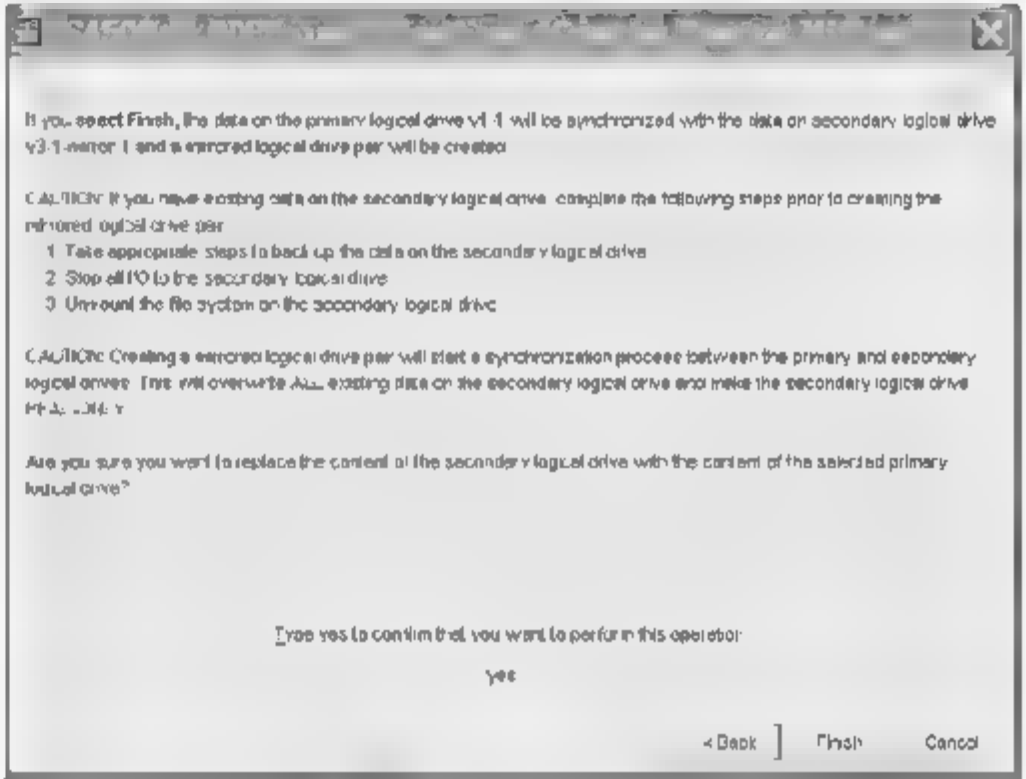 If you select Finish, the data on the primary logical drive will be synchronized with the data on secondary logical drive
and a mirrored logical drive pair will be created
CAUTION: If you have existing data on the secondary logical drive, complete the following steps prior to creating the
mirrored logical drive pair
1 Take appropriate steps to back up the data on the secondary logical drive
2 Stop all I/O to the secondary logical drive
3 Unmount the file system on the secondary logical drive
CAUTION: Creating a mirrored logical drive pair will start a synchronization process between the primary and secondary
logical drives. This will overwrite ALL existing data on the secondary logical drive and make the secondary logical drive
Are you sure you want to replace the content of the secondary logical drive with the content of the selected primary
logical drive?
Type yes to confirm that you want to perform this operation
yes
< Back Finish Cancel